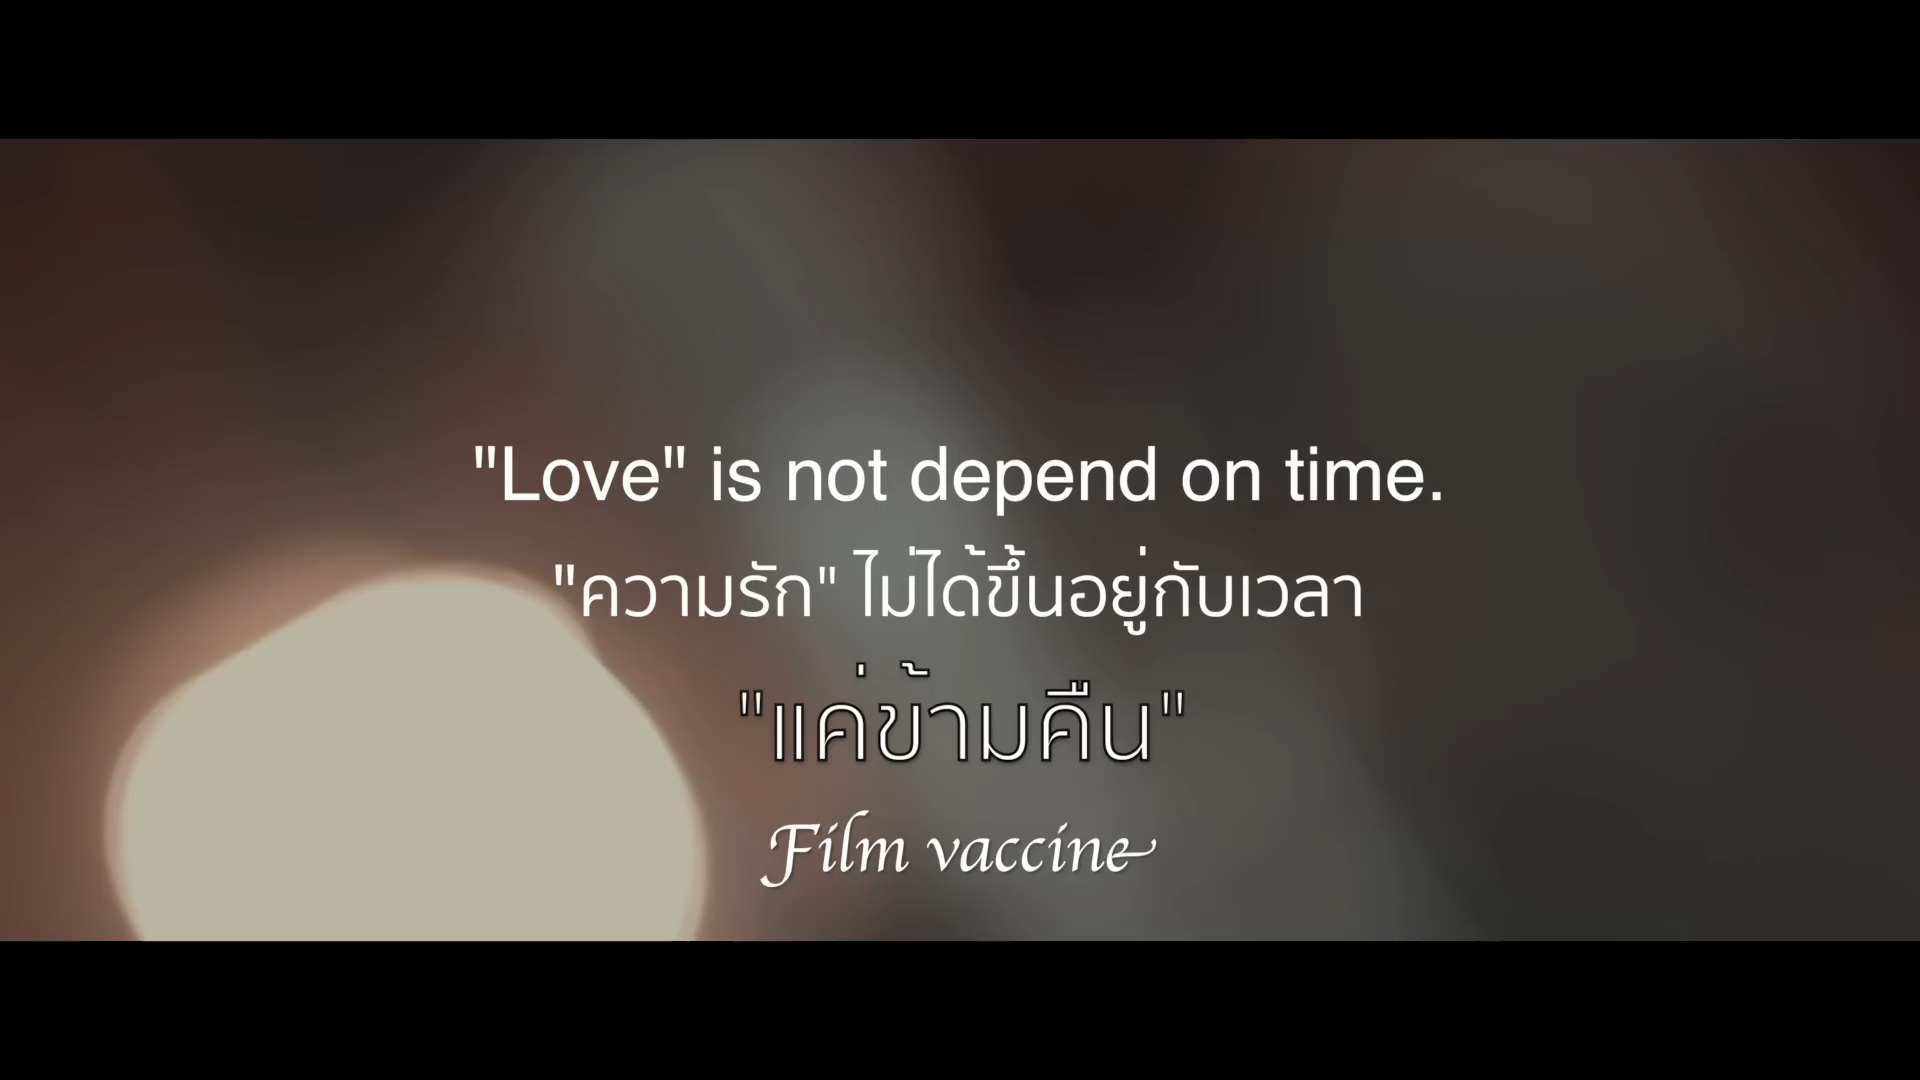 "Love" is not depend on time.
"ความรัก" ไม่ได้ขึ้นอยู่กับเวลา
"แค่ข้ามคืน"
Film vaccine